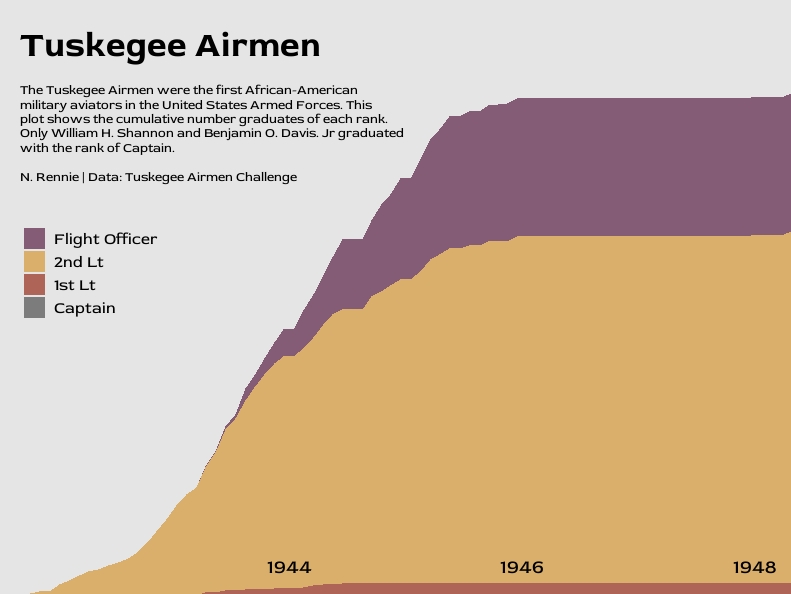 Tuskegee Airmen
The Tuskegee Airmen were the first African-American
military aviators in the United States Armed Forces. This
plot shows the cumulative number graduates of each rank.
Only William H. Shannon and Benjamin O. Davis. Jr graduated
with the rank of Captain.
N. Rennie | Data: Tuskegee Airmen Challenge
Flight Officer
2nd Lt
1st Lt
Captain
1944
1946
1948